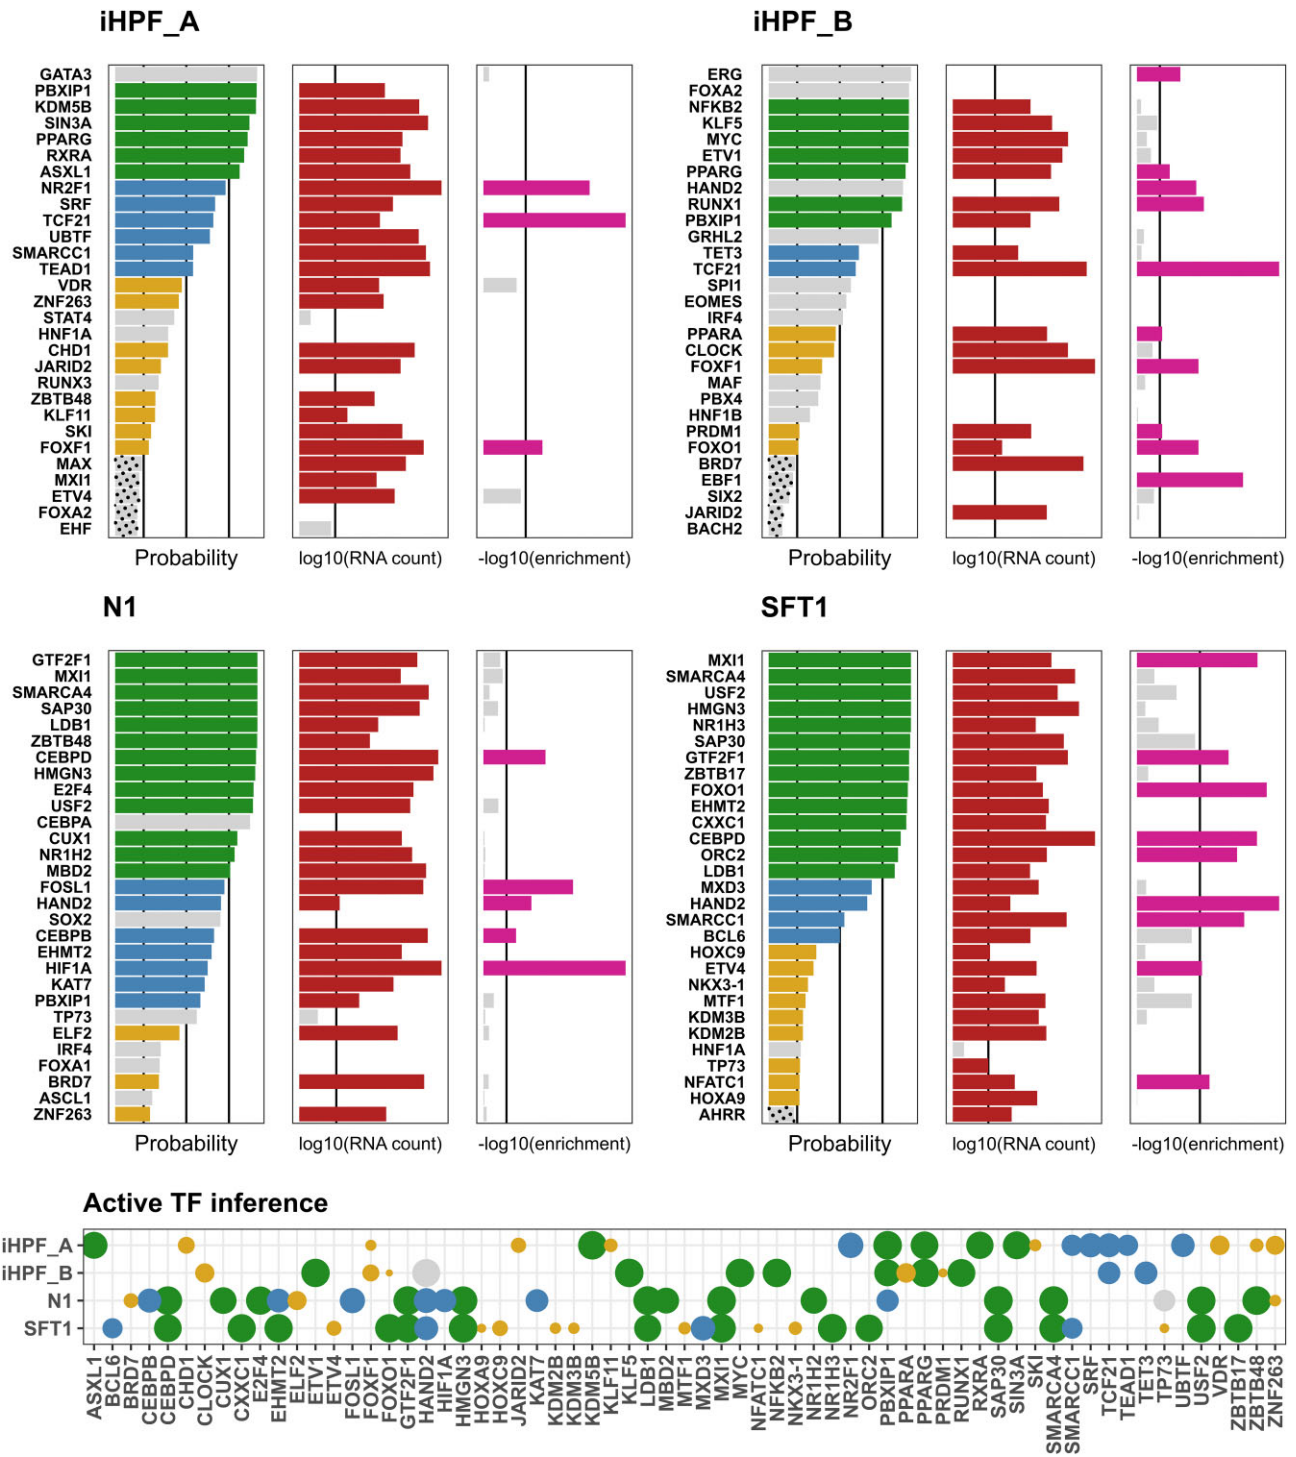 iHPF_A
GATA3
PBXIP1
KDM5B
SIN3A
PPARG
RXRA
ASXL1
NR2F1
SRF
TCF21
UBTF
SMARCC1
TEAD1
VDR
ZNF263
STAT4
HNF1A
CHD1
JARID2
RUNX3
ZBTB48
KLF11
SKI
FOXF1
MAX
MXI1
ETV4
FOXA2
EHF
Probability
log10(RNA count)
-log10(enrichment)
iHPF_B
ERG
FOXA2
NFKB2
KLF5
MYC
ETV1
PPARG
HAND2
RUNX1
PBXIP1
GRHL2
TET3
TCF21
SPI1
EOMES
IRF4
PPARA
CLOCK
FOXF1
MAF
PBX4
HNF1B
PRDM1
FOXO1
BRD7
EBF1
SIX2
JARID2
BACH2
Probability
log10(RNA count)
-log10(enrichment)
N1
GTF2F1
MXI1
SMARCA4
SAP30
LDB1
ZBTB48
CEBPD
HMGN3
E2F4
USF2
CEBPA
CUX1
NR1H2
MBD2
FOSL1
HAND2
SOX2
CEBPB
EHMT2
HIF1A
KAT7
PBXIP1
TP73
ELF2
IRF4
FOXA1
BRD7
ASCL1
ZNF263
Probability
log10(RNA count)
-log10(enrichment)
SFT1
MXI1
SMARCA4
USF2
HMGN3
NR1H3
SAP30
GTF2F1
ZBTB17
FOXO1
EHMT2
CXXC1
CEBPD
ORC2
LDB1
MXD3
HAND2
SMARCC1
BCL6
HOXC9
ETV4
NKX3-1
MTF1
KDM3B
KDM2B
HNF1A
TP73
NFATC1
HOXA9
AHRR
Probability
log10(RNA count)
-log10(enrichment)
Active TF inference
iHPF_A
iHPF_B
N1
SFT1
ASXL1
BCL6
BRD7
CEBPB
CEBPD
CHD1
CLOCK
CUX1
CXXC1
E2F4
EHMT2
ELF2
ETV1
ETV4
FOSL1
FOXF1
FOXO1
GTF2F1
HAND2
HIF1A
HMGN3
HOXA9
HOXC9
JARID2
KAT7
KDM2B
KDM3B
KDM5B
KLF11
KLF5
LDB1
MBD2
MTF1
MXD3
MXI1
MYC
NFATC1
NFKB2
NKX3-1
NR1H2
NR1H3
NR2F1
ORC2
PBXIP1
PPARA
PPARG
PRDM1
RUNX1
RXRA
SAP30
SIN3A
SKI
SMARCA4
SMARCC1
SRF
TCF21
TEAD1
TET3
TP73
UBTF
USF2
VDR
ZBTB17
ZBTB48
ZNF263